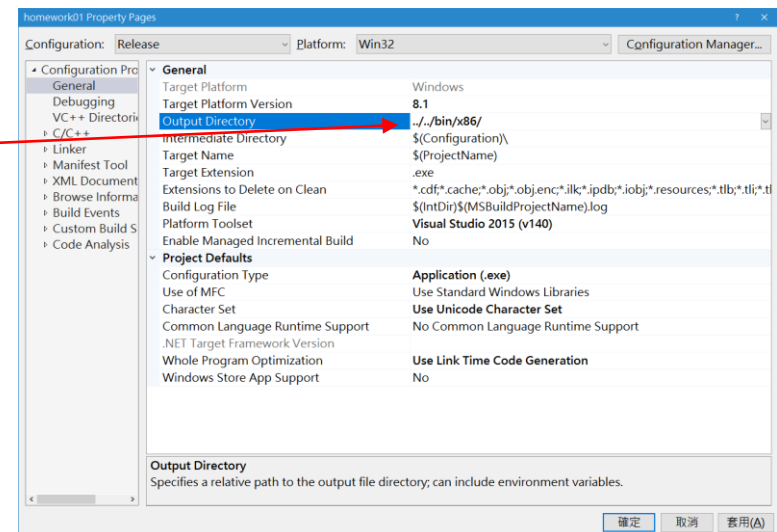 homework01 Property Pages
? ×
Configuration: Release Platform: Win32 Configuration Manager...
Configuration Pro
General
Debugging
VC++ Directori
C/C++
Linker
Manifest Tool
XML Document
Browse Informa
Build Events
Custom Build S
Code Analysis
General
Target Platform Windows
Target Platform Version 8.1
Output Directory ../../bin/x86/
Intermediate Directory $(Configuration)\
Target Name $(ProjectName)
Target Extension .exe
Extensions to Delete on Clean *.cdf;*.cache;*.obj;*.obj.enc;*.ilk;*.ipdb;*.iobj;*.resources;*.tlb;*.tli;*.tl
Build Log File $(IntDir)$(MSBuildProjectName).log
Platform Toolset Visual Studio 2015 (v140)
Enable Managed Incremental Build No
Project Defaults
Configuration Type Application (.exe)
Use of MFC Use Standard Windows Libraries
Character Set Use Unicode Character Set
Common Language Runtime Support No Common Language Runtime Support
.NET Target Framework Version
Whole Program Optimization Use Link Time Code Generation
Windows Store App Support No
Output Directory
Specifies a relative path to the output file directory; can include environment variables.
確定 取消 套用(A)